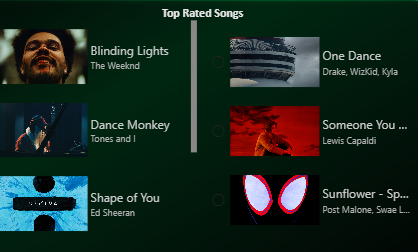 Top Rated Songs
Blinding Lights
The Weeknd
Dance Monkey
Tones and I
Shape of You
Ed Sheeran
One Dance
Drake, WizKid, Kyla
Someone You ...
Lewis Capaldi
Sunflower - Sp...
Post Malone, Swae L...